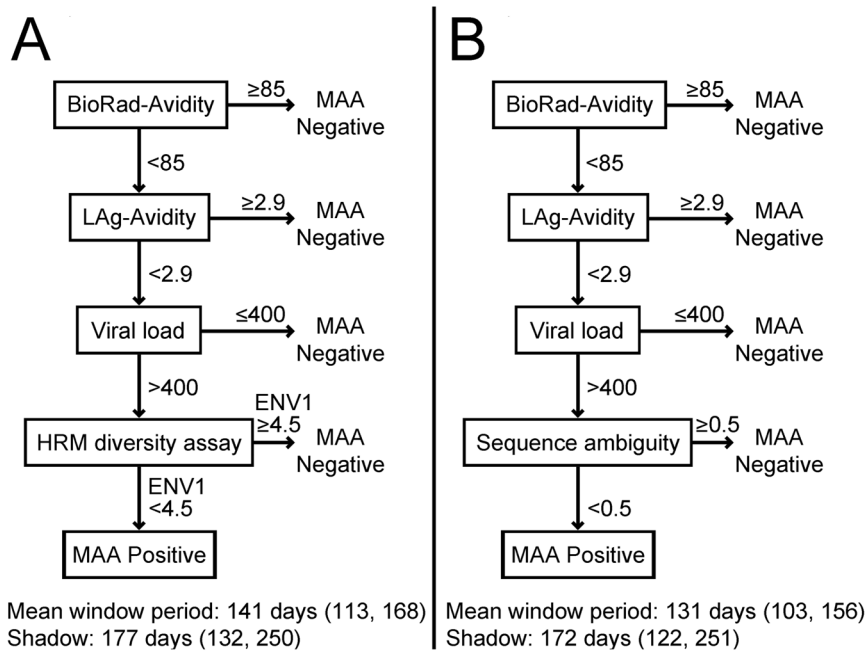 A
BioRad-Avidity
≥85
MAA
Negative
<85
LAg-Avidity
≥2.9
MAA
Negative
<2.9
Viral load
≤400
MAA
Negative
>400
HRM diversity assay
ENV1
≥4.5
MAA
Negative
ENV1
<4.5
MAA Positive
Mean window period: 141 days (113, 168)
Shadow: 177 days (132, 250)
B
BioRad-Avidity
≥85
MAA
Negative
<85
LAg-Avidity
≥2.9
MAA
Negative
<2.9
Viral load
≤400
MAA
Negative
>400
Sequence ambiguity
≥0.5
MAA
Negative
<0.5
MAA Positive
Mean window period: 131 days (103, 156)
Shadow: 172 days (122, 251)